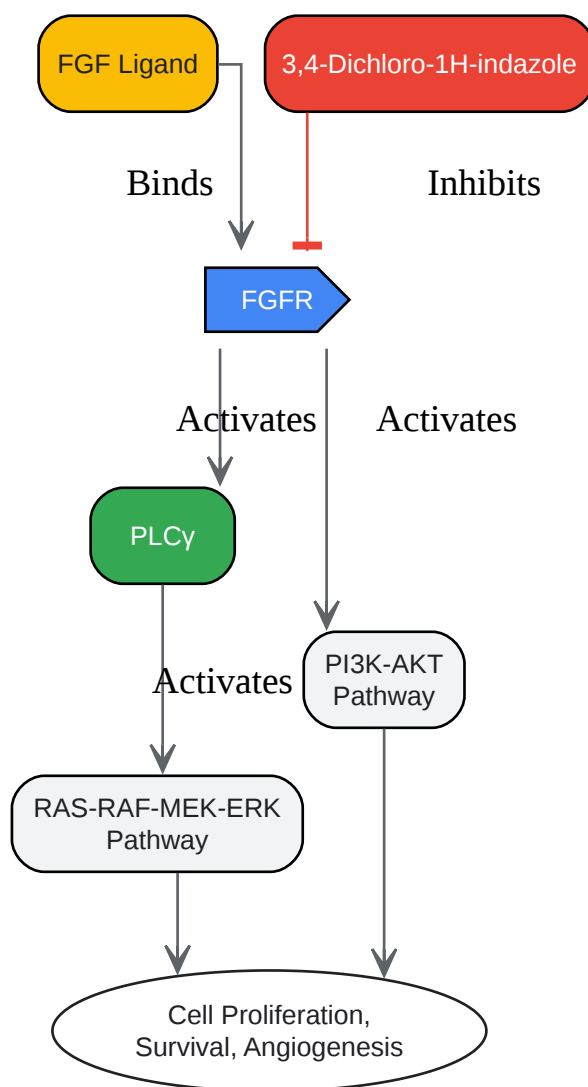 FGF Ligand
3,4-Dichloro-1H-indazole
Binds
Inhibits
FGFR
Activates
Activates
PLCγ
PI3K-AKT
Pathway
Activates
RAS-RAF-MEK-ERK
Pathway
Cell Proliferation,
Survival, Angiogenesis